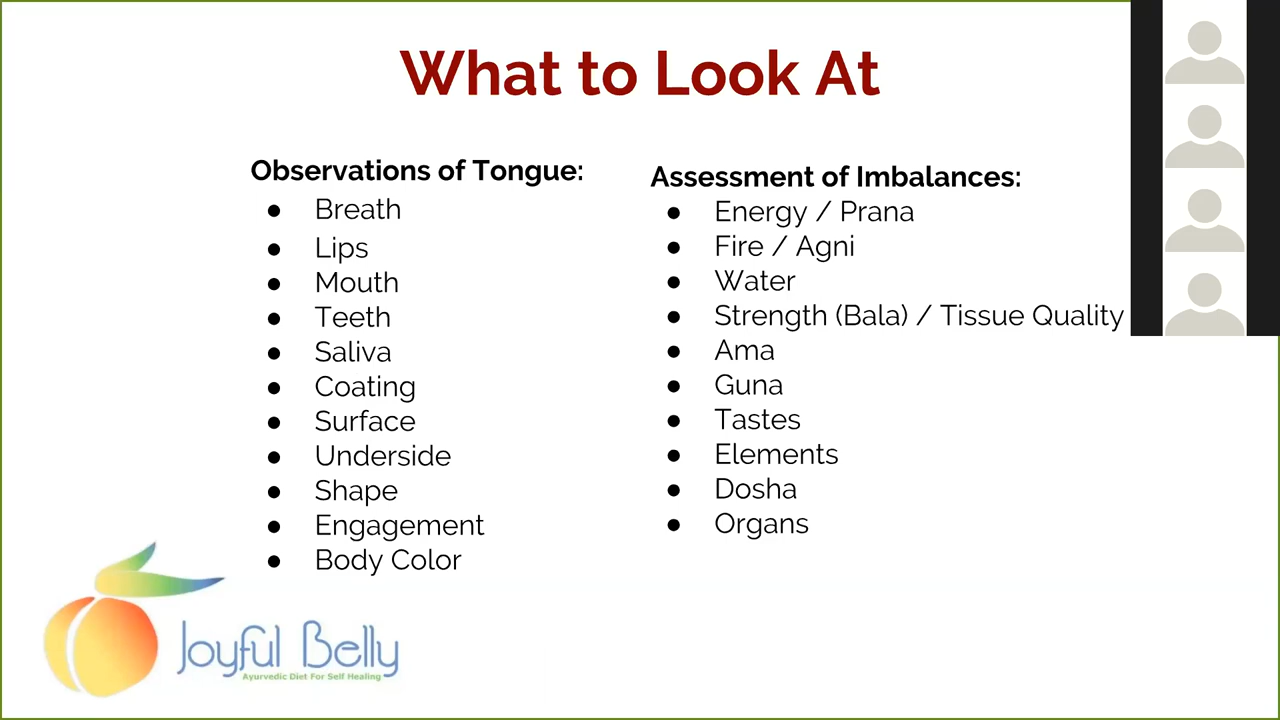 What to Look At
Observations of Tongue:
● Breath
● Lips
● Mouth
● Teeth
● Saliva
● Coating
● Surface
● Underside
● Shape
● Engagement
● Body Color
Assessment of Imbalances:
● Energy / Prana
● Fire / Agni
● Water
● Strength (Bala) / Tissue Quality
● Ama
● Guna
● Tastes
● Elements
● Dosha
● Organs
Joyful Belly
Ayurvedic Diet For Self Healing